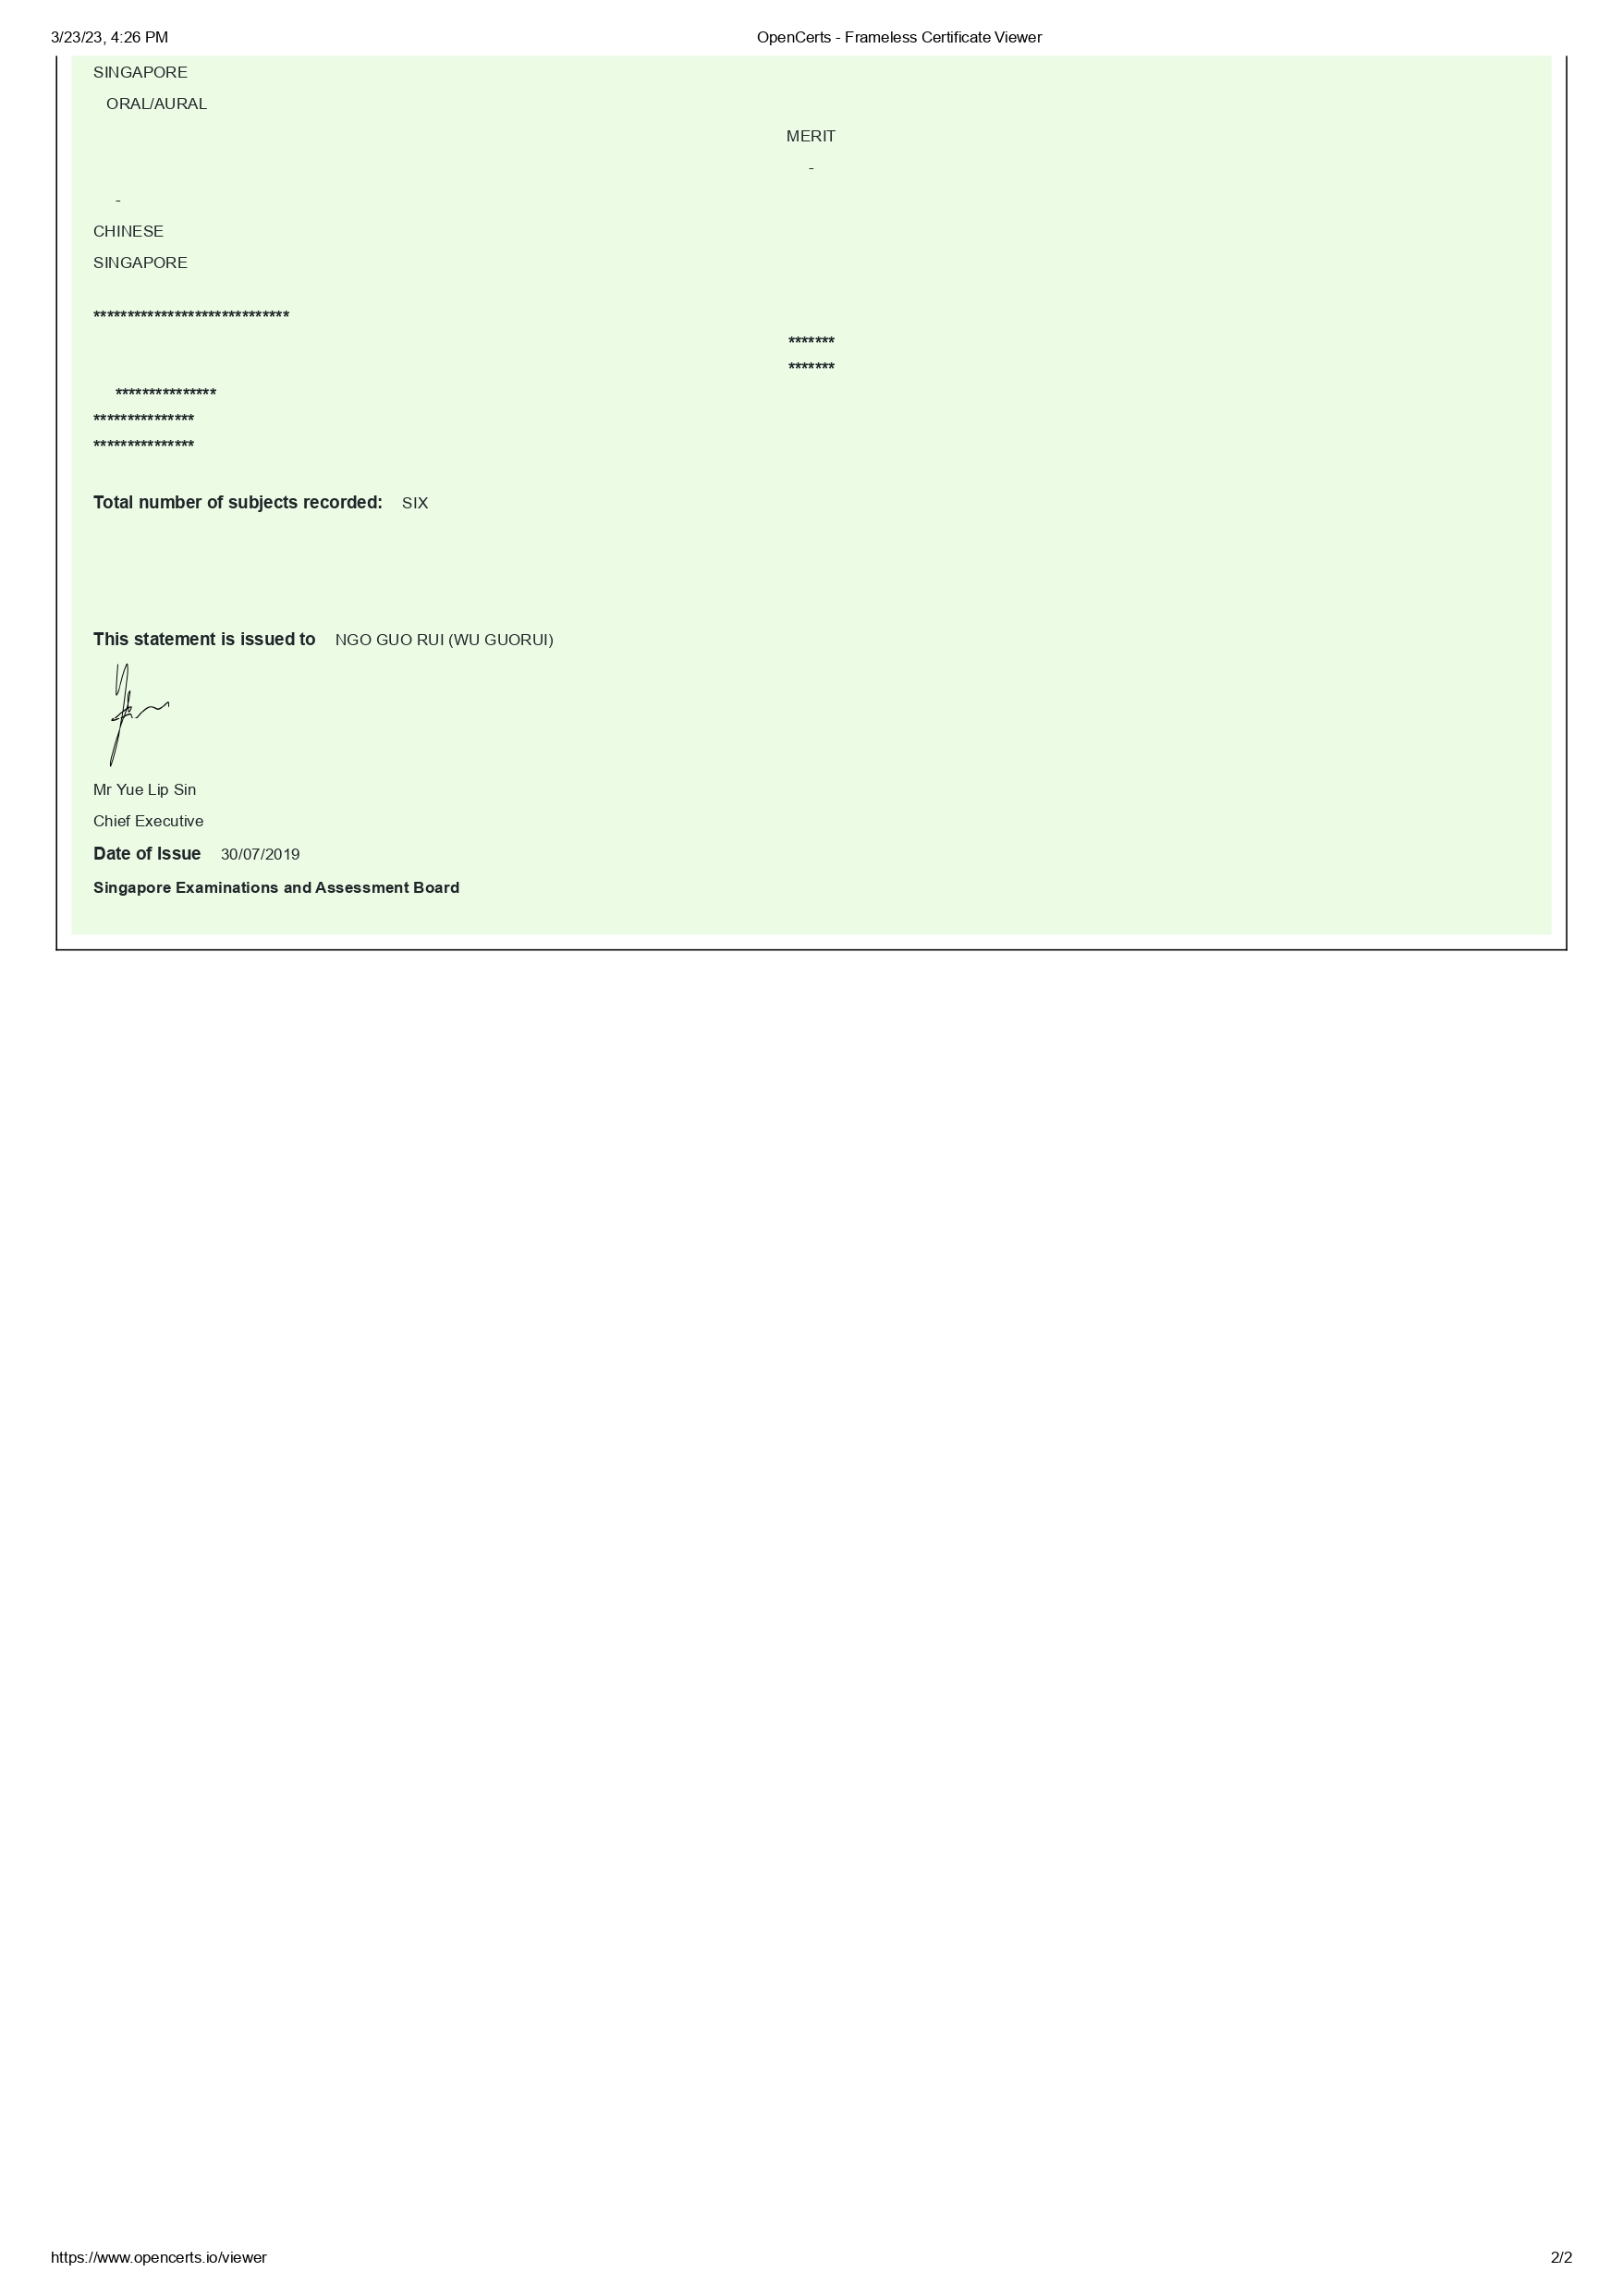 3/23/23, 4:26 PM OpenCerts - Frameless Certificate Viewer
SINGAPORE
ORAL/AURAL
MERIT
-
-
CHINESE
SINGAPORE
*****************************
*******
*******
***************
***************
***************
Total number of subjects recorded: SIX
This statement is issued to NGO GUO RUI (WU GUORUI)
Mr Yue Lip Sin
Chief Executive
Date of Issue 30/07/2019
Singapore Examinations and Assessment Board
https://www.opencerts.io/viewer 2/2